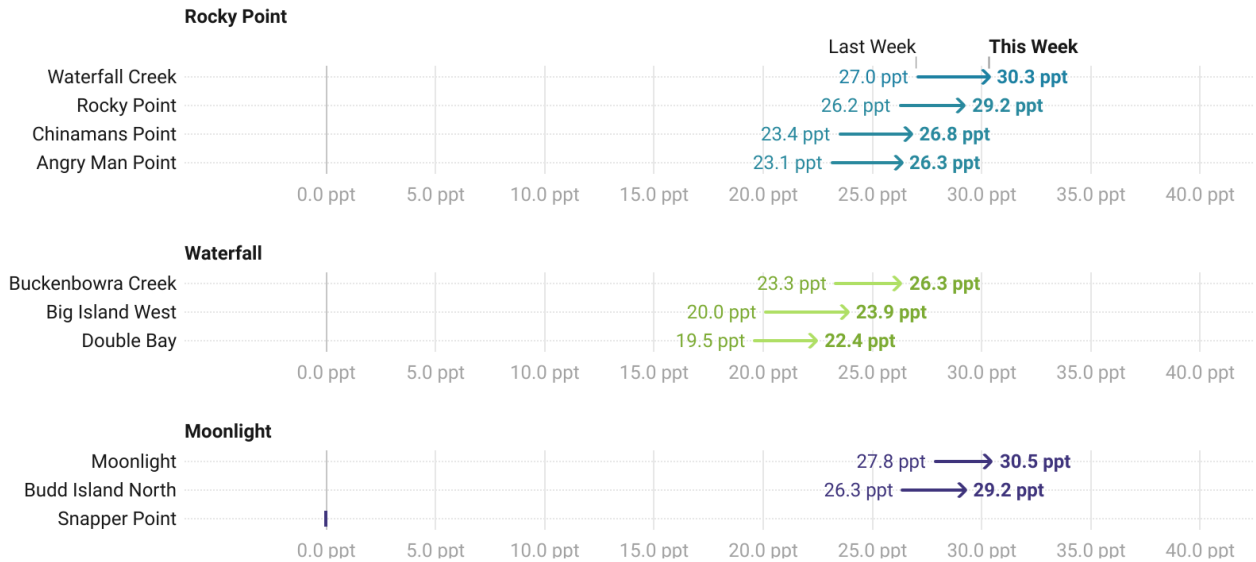 Rocky Point
Last Week This Week
Waterfall Creek 27.0 ppt 30.3 ppt
Rocky Point 26.2 ppt 29.2 ppt
Chinamans Point 23.4 ppt 26.8 ppt
Angry Man Point 23.1 ppt 26.3 ppt
0.0 ppt 5.0 ppt 10.0 ppt 15.0 ppt 20.0 ppt 25.0 ppt 30.0 ppt 35.0 ppt 40.0 ppt
Waterfall
Buckenbowra Creek 23.3 ppt 26.3 ppt
Big Island West 20.0 ppt 23.9 ppt
Double Bay 19.5 ppt 22.4 ppt
0.0 ppt 5.0 ppt 10.0 ppt 15.0 ppt 20.0 ppt 25.0 ppt 30.0 ppt 35.0 ppt 40.0 ppt
Moonlight
Moonlight 27.8 ppt 30.5 ppt
Budd Island North 26.3 ppt 29.2 ppt
Snapper Point
0.0 ppt 5.0 ppt 10.0 ppt 15.0 ppt 20.0 ppt 25.0 ppt 30.0 ppt 35.0 ppt 40.0 ppt